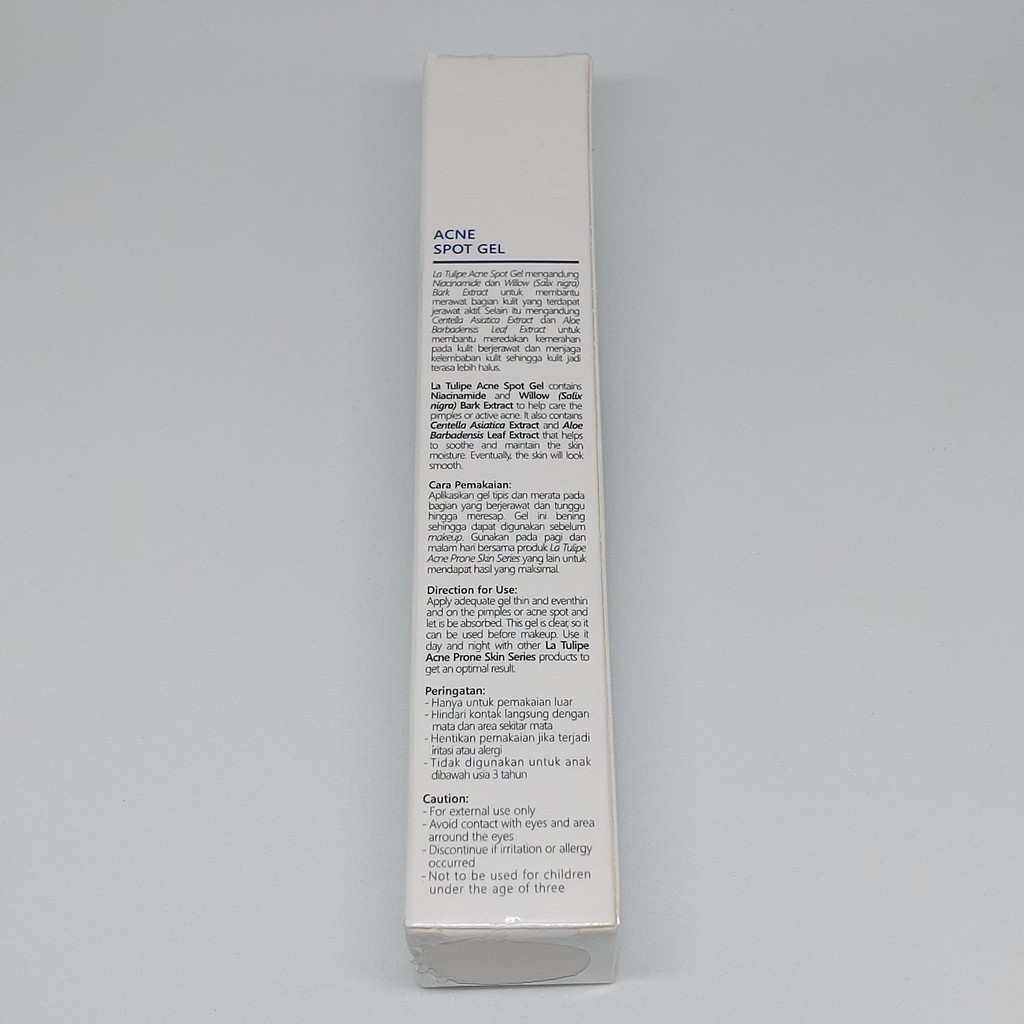 ACNE
SPOT GEL
La Tulipe Acne Spot Gel mengandung
Niacinamide dan Willow (Salix nigra)
Bark Extract untuk membantu
merawat bagian kulit yang terdapat
jerawat aktif. Selain itu mengandung
Centella Asiatica Extract dan Aloe
Barbadensis Leaf Extract untuk
membantu meredakan kemerahan
pada kulit berjerawat dan menjaga
kelembaban kulit sehingga kulit jadi
terasa lebih halus.
La Tulipe Acne Spot Gel contains
Niacinamide and Willow (Salix
nigra) Bark Extract to help care the
pimples or active acne. It also contains
Centella Asiatica Extract and Aloe
Barbadensis Leaf Extract that helps
to soothe and maintain the skin
moisture. Eventually, the skin will look
smooth.
Cara Pemakaian:
Aplikasikan gel tipis dan merata pada
bagian yang berjerawat dan tunggu
hingga meresap. Gel ini bening
sehingga dapat digunakan sebelum
makeup. Gunakan pada pagi dan
malam hari bersama produk La Tulipe
Acne Prone Skin Series yang lain untuk
mendapat hasil yang maksimal.
Direction for Use:
Apply adequate gel thin and eventhin
and on the pimples or acne spot and
let is be absorbed. This gel is clear, so it
can be used before makeup. Use it
day and night with other La Tulipe
Acne Prone Skin Series products to
get an optimal result.
Peringatan:
- Hanya untuk pemakaian luar
- Hindari kontak langsung dengan
mata dan area sekitar mata
- Hentikan pemakaian jika terjadi
iritasi atau alergi
- Tidak digunakan untuk anak
dibawah usia 3 tahun
Caution:
- For external use only
- Avoid contact with eyes and area
arround the eyes
- Discontinue if irritation or allergy
occurred
- Not to be used for children
under the age of three